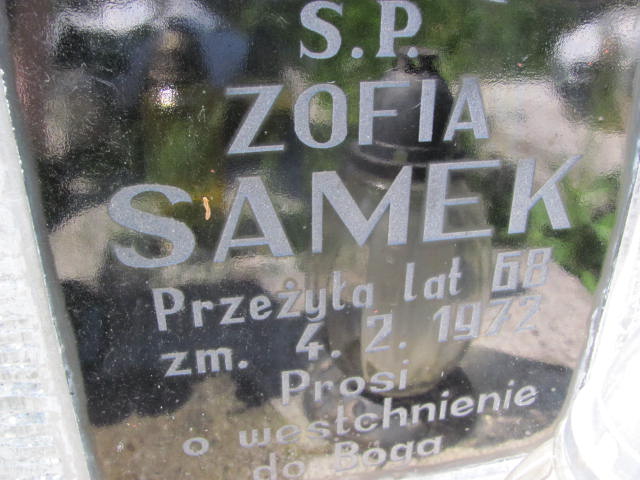 S.P.
ZOFIA
SAMEK
Przeżyła lat 68
zm. 4. 2. 1972
Prosi
o westchnienie
do Boga